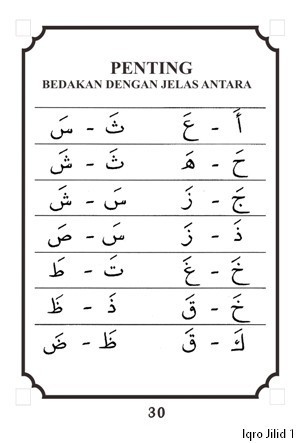 PENTING
BEDAKAN DENGAN JELAS ANTARA
أَ - عَ ثَ - سَ
حَ - هَ ثَ - شَ
جَ - زَ سَ - شَ
ذَ - زَ سَ - صَ
خَ - غَ تَ - طَ
خَ - قَ ذَ - ظَ
كَ - قَ ظَ - ضَ
30
Iqro Jilid 1